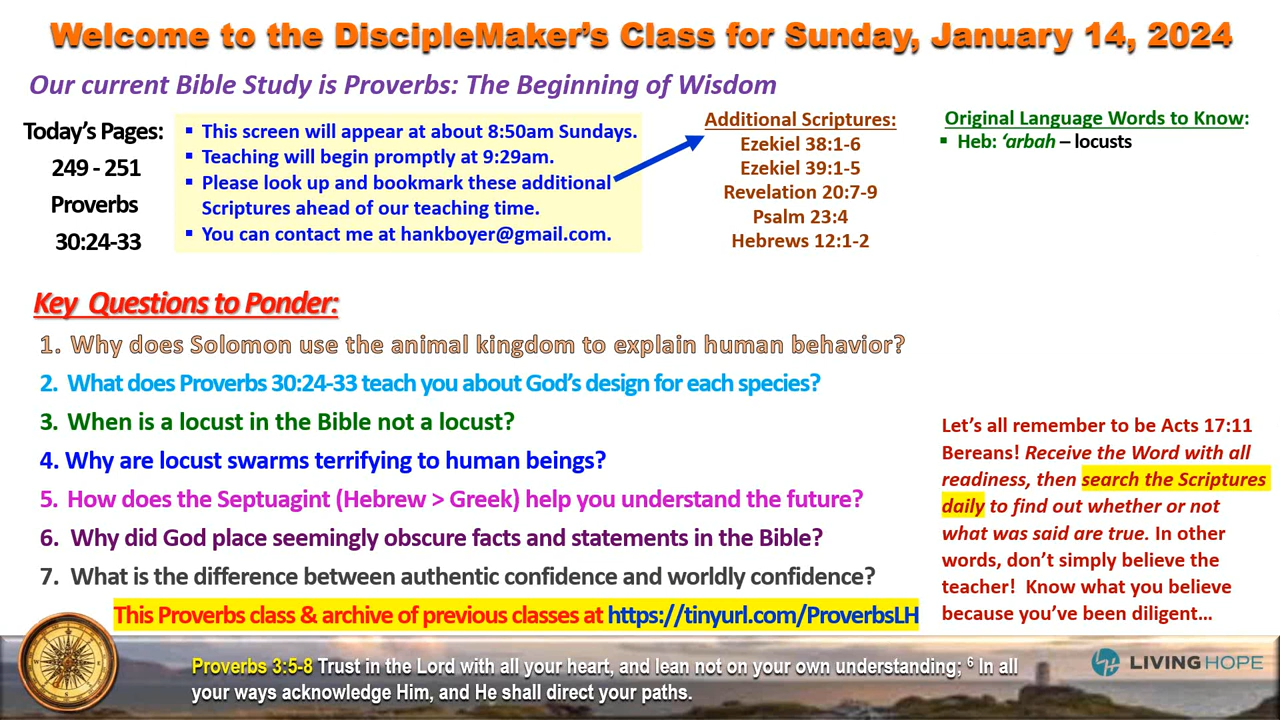 Welcome to the DiscipleMaker's Class for Sunday, January 14, 2024
Our current Bible Study is Proverbs: The Beginning of Wisdom
Today's Pages:
249 - 251
Proverbs
30:24-33
▪ This screen will appear at about 8:50am Sundays.
▪ Teaching will begin promptly at 9:29am.
▪ Please look up and bookmark these additional
Scriptures ahead of our teaching time.
▪ You can contact me at hankboyer@gmail.com.
Additional Scriptures:
Ezekiel 38:1-6
Ezekiel 39:1-5
Revelation 20:7-9
Psalm 23:4
Hebrews 12:1-2
Original Language Words to Know:
▪ Heb: ‘arbah – locusts
Key Questions to Ponder:
1. Why does Solomon use the animal kingdom to explain human behavior?
2. What does Proverbs 30:24-33 teach you about God's design for each species?
3. When is a locust in the Bible not a locust?
4. Why are locust swarms terrifying to human beings?
5. How does the Septuagint (Hebrew > Greek) help you understand the future?
6. Why did God place seemingly obscure facts and statements in the Bible?
7. What is the difference between authentic confidence and worldly confidence?
This Proverbs class & archive of previous classes at https://tinyurl.com/ProverbsLH
Let's all remember to be Acts 17:11
Bereans! Receive the Word with all
readiness, then search the Scriptures
daily to find out whether or not
what was said are true. In other
words, don't simply believe the
teacher! Know what you believe
because you've been diligent…
Proverbs 3:5-8 Trust in the Lord with all your heart, and lean not on your own understanding; 6 In all
your ways acknowledge Him, and He shall direct your paths.
LIVING HOPE